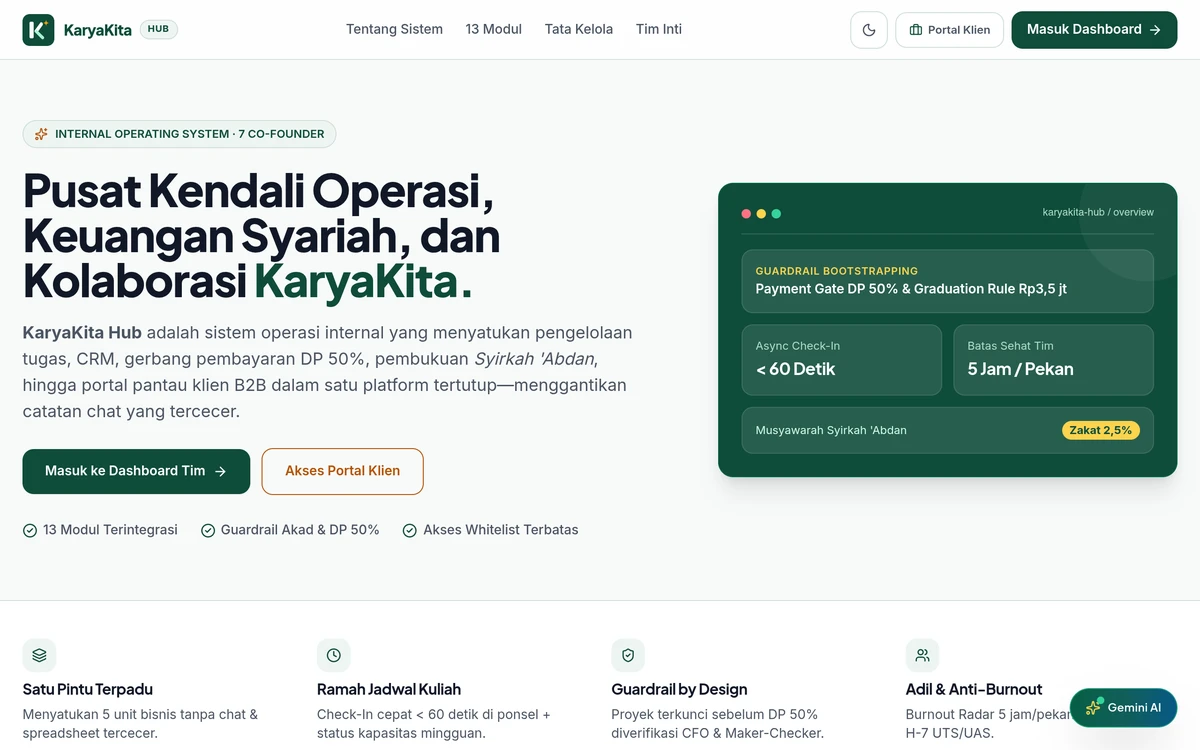 KaryaKita HUB
Tentang Sistem
13 Modul
Tata Kelola
Tim Inti
Portal Klien
Masuk Dashboard →
INTERNAL OPERATING SYSTEM · 7 CO-FOUNDER
Pusat Kendali Operasi,
Keuangan Syariah, dan
Kolaborasi KaryaKita.
KaryaKita Hub adalah sistem operasi internal yang menyatukan pengelolaan
tugas, CRM, gerbang pembayaran DP 50%, pembukuan Syirkah 'Abdan,
hingga portal pantau klien B2B dalam satu platform tertutup—menggantikan
catatan chat yang tercecer.
Masuk ke Dashboard Tim →
Akses Portal Klien
13 Modul Terintegrasi
Guardrail Akad & DP 50%
Akses Whitelist Terbatas
karyakita-hub / overview
GUARDRAIL BOOTSTRAPPING
Payment Gate DP 50% & Graduation Rule Rp3,5 jt
Async Check-In
< 60 Detik
Batas Sehat Tim
5 Jam / Pekan
Musyawarah Syirkah 'Abdan
Zakat 2,5%
Satu Pintu Terpadu
Menyatukan 5 unit bisnis tanpa chat &
spreadsheet tercecer.
Ramah Jadwal Kuliah
Check-In cepat < 60 detik di ponsel +
status kapasitas mingguan.
Guardrail by Design
Proyek terkunci sebelum DP 50%
diverifikasi CFO & Maker-Checker.
Adil & Anti-Burnout
Burnout Radar 5 jam/pekan
H-7 UTS/UAS.
Gemini AI